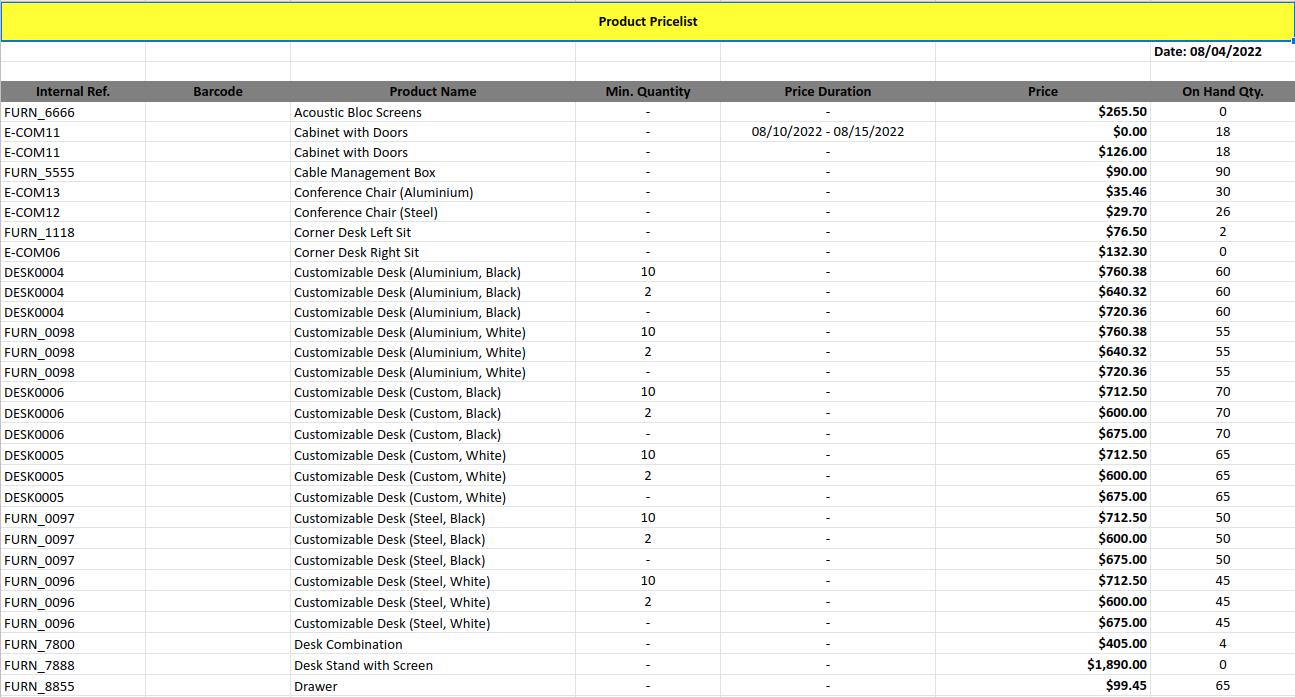 Product Pricelist
Date: 08/04/2022
Internal Ref. Barcode Product Name Min. Quantity Price Duration Price On Hand Qty.
FURN_6666 Acoustic Bloc Screens - - $265.50 0
E-COM11 Cabinet with Doors - 08/10/2022 - 08/15/2022 $0.00 18
E-COM11 Cabinet with Doors - - $126.00 18
FURN_5555 Cable Management Box - - $90.00 90
E-COM13 Conference Chair (Aluminium) - - $35.46 30
E-COM12 Conference Chair (Steel) - - $29.70 26
FURN_1118 Corner Desk Left Sit - - $76.50 2
E-COM06 Corner Desk Right Sit - - $132.30 0
DESK0004 Customizable Desk (Aluminium, Black) 10 - $760.38 60
DESK0004 Customizable Desk (Aluminium, Black) 2 - $640.32 60
DESK0004 Customizable Desk (Aluminium, Black) - - $720.36 60
FURN_0098 Customizable Desk (Aluminium, White) 10 - $760.38 55
FURN_0098 Customizable Desk (Aluminium, White) 2 - $640.32 55
FURN_0098 Customizable Desk (Aluminium, White) - - $720.36 55
DESK0006 Customizable Desk (Custom, Black) 10 - $712.50 70
DESK0006 Customizable Desk (Custom, Black) 2 - $600.00 70
DESK0006 Customizable Desk (Custom, Black) - - $675.00 70
DESK0005 Customizable Desk (Custom, White) 10 - $712.50 65
DESK0005 Customizable Desk (Custom, White) 2 - $600.00 65
DESK0005 Customizable Desk (Custom, White) - - $675.00 65
FURN_0097 Customizable Desk (Steel, Black) 10 - $712.50 50
FURN_0097 Customizable Desk (Steel, Black) 2 - $600.00 50
FURN_0097 Customizable Desk (Steel, Black) - - $675.00 50
FURN_0096 Customizable Desk (Steel, White) 10 - $712.50 45
FURN_0096 Customizable Desk (Steel, White) 2 - $600.00 45
FURN_0096 Customizable Desk (Steel, White) - - $675.00 45
FURN_7800 Desk Combination - - $405.00 4
FURN_7888 Desk Stand with Screen - - $1,890.00 0
FURN_8855 Drawer - - $99.45 65